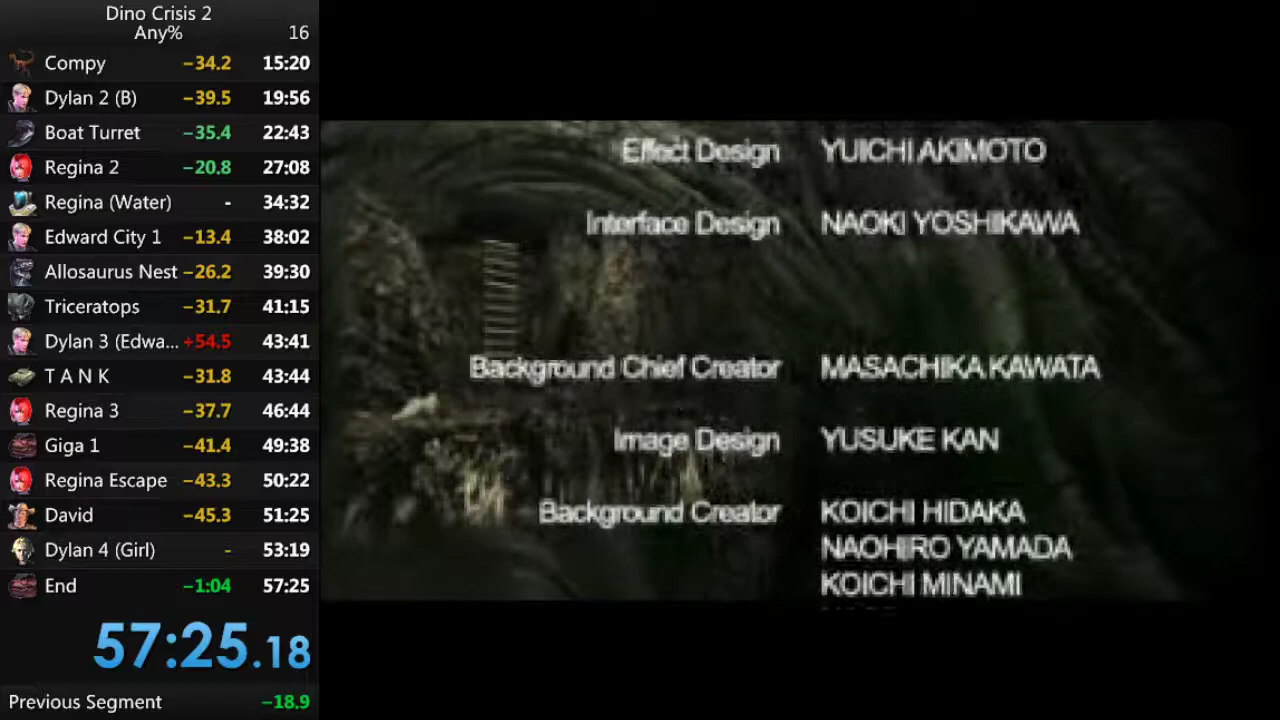 Dino Crisis 2
Any% 16
Compy −34.2 15:20
Dylan 2 (B) −39.5 19:56
Boat Turret −35.4 22:43
Regina 2 −20.8 27:08
Regina (Water) - 34:32
Edward City 1 −13.4 38:02
Allosaurus Nest −26.2 39:30
Triceratops −31.7 41:15
Dylan 3 (Edwa... +54.5 43:41
T A N K −31.8 43:44
Regina 3 −37.7 46:44
Giga 1 −41.4 49:38
Regina Escape −43.3 50:22
David −45.3 51:25
Dylan 4 (Girl) - 53:19
End −1:04 57:25
57:25.18
Previous Segment −18.9
Effect Design YUICHI AKIMOTO
Interface Design NAOKI YOSHIKAWA
Background Chief Creator MASACHIKA KAWATA
Image Design YUSUKE KAN
Background Creator KOICHI HIDAKA
NAOHIRO YAMADA
KOICHI MINAMI